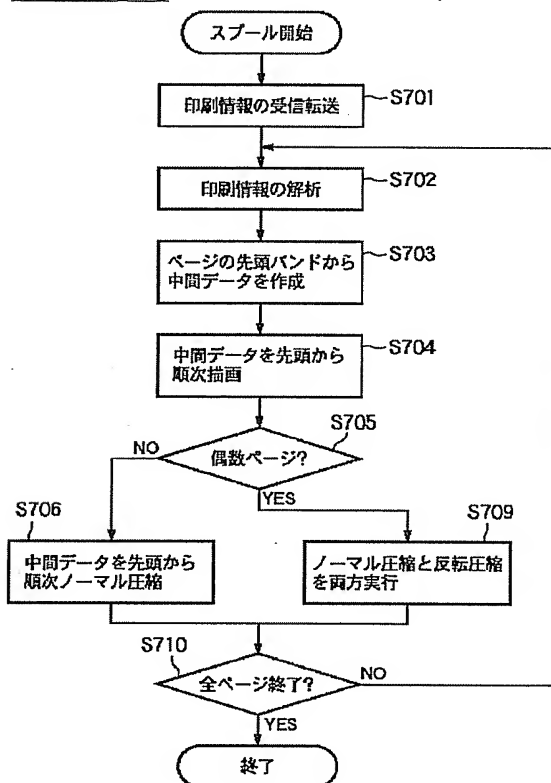 スプール開始
印刷情報の受信転送
S701
印刷情報の解析
S702
ページの先頭バンドから
中間データを作成
S703
中間データを先頭から
順次描画
S704
偶数ページ?
S705
NO
YES
S706
中間データを先頭から
順次ノーマル圧縮
S709
ノーマル圧縮と反転圧縮
を両方実行
S710
全ページ終了?
NO
YES
終了